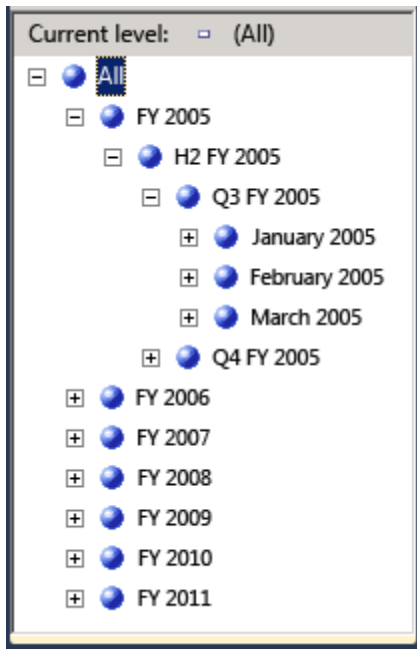 Current level: (All)
All
FY 2005
H2 FY 2005
Q3 FY 2005
January 2005
February 2005
March 2005
Q4 FY 2005
FY 2006
FY 2007
FY 2008
FY 2009
FY 2010
FY 2011